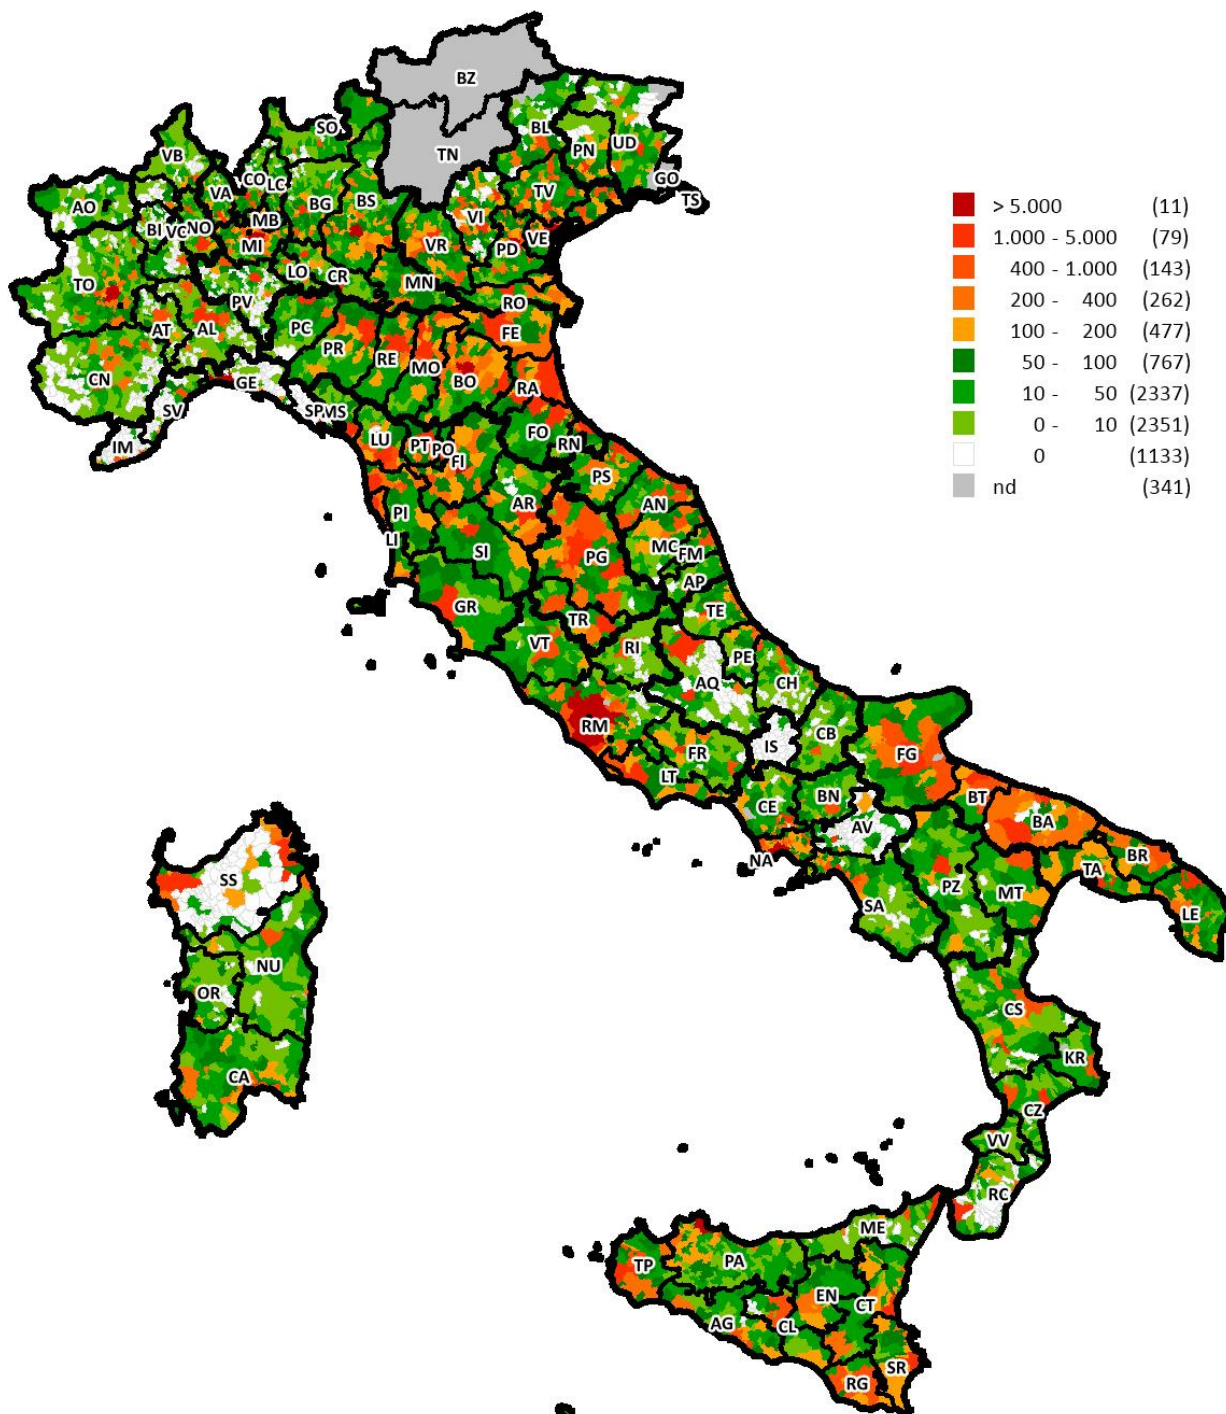 BZ
SO
TN
BL
PN
UD
VB
CO
LC
GO
TS
AO
VA
BG
BS
TV
BI
VC
NO
MB
VI
MI
VE
VR
PD
LO
CR
TO
PV
MN
RO
AT
AL
PC
FE
PR
RE
MO
CN
GE
BO
RA
SV
SP
MS
FO
IM
LU
PT
PO
FI
RN
PS
AR
AN
PI
LI
SI
MC
FM
PG
AP
GR
TE
TR
VT
RI
PE
AQ
CH
RM
CB
IS
FR
FG
LT
CE
BN
BT
AV
BA
NA
BR
TA
SS
PZ
MT
SA
LE
NU
OR
CS
CA
KR
CZ
VV
RC
ME
TP
PA
EN
CT
AG
CL
SR
RG
> 5.000 (11)
1.000 - 5.000 (79)
400 - 1.000 (143)
200 - 400 (262)
100 - 200 (477)
50 - 100 (767)
10 - 50 (2337)
0 - 10 (2351)
0 (1133)
nd (341)